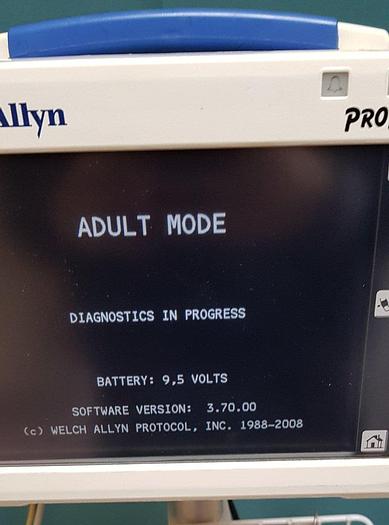 Allyn
PRO
ADULT MODE
DIAGNOSTICS IN PROGRESS
BATTERY: 9,5 VOLTS
SOFTWARE VERSION: 3.70.00
(c) WELCH ALLYN PROTOCOL, INC. 1988-2008